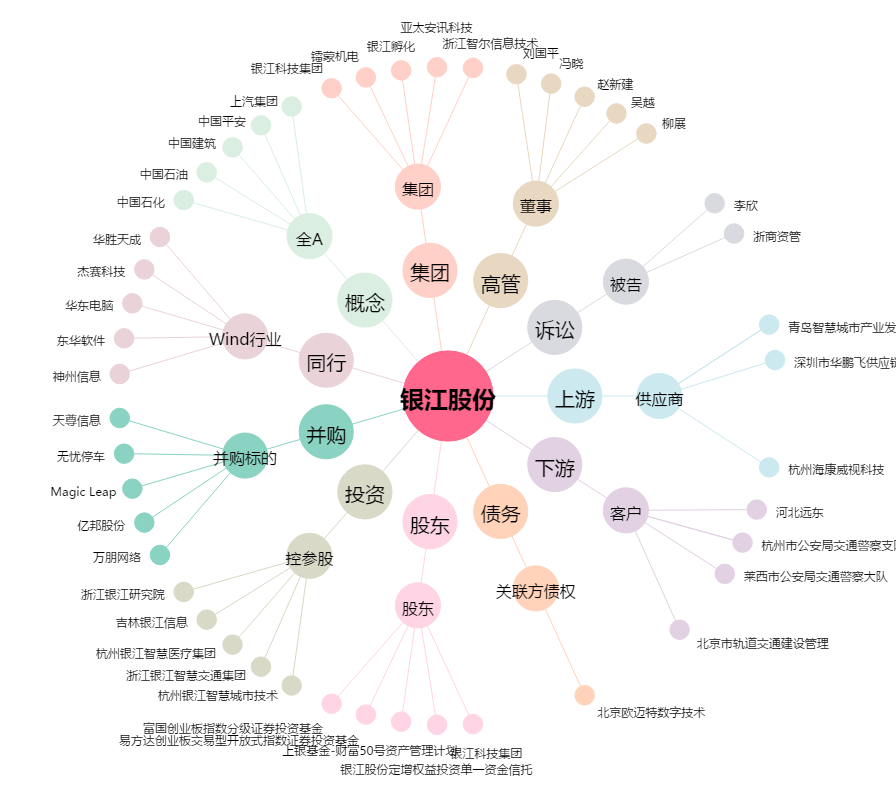 亚太安讯科技
浙江智尔信息技术
银江孵化
镭蒙机电
银江科技集团
刘国平
冯晓
赵新建
吴越
柳展
上汽集团
中国平安
中国建筑
中国石油
中国石化
集团
董事
全A
李欣
浙商资管
被告
华胜天成
杰赛科技
华东电脑
东华软件
神州信息
集团
高管
概念
诉讼
Wind行业
同行
青岛智慧城市产业发
深圳市华鹏飞供应链
银江股份
上游
供应商
杭州海康威视科技
天尊信息
无忧停车
Magic Leap
亿邦股份
万朋网络
并购标的
并购
投资
股东
债务
下游
客户
河北远东
杭州市公安局交通警察支队
莱西市公安局交通警察大队
北京市轨道交通建设管理
控参股
浙江银江研究院
吉林银江信息
杭州银江智慧医疗集团
浙江银江智慧交通集团
杭州银江智慧城市技术
股东
关联方债权
北京欧迈特数字技术
富国创业板指数分级证券投资基金
易方达创业板交易型开放式指数证券投资基金
上银基金-财富50号资产管理计划
银江科技集团
银江股份定增权益投资单一资金信托